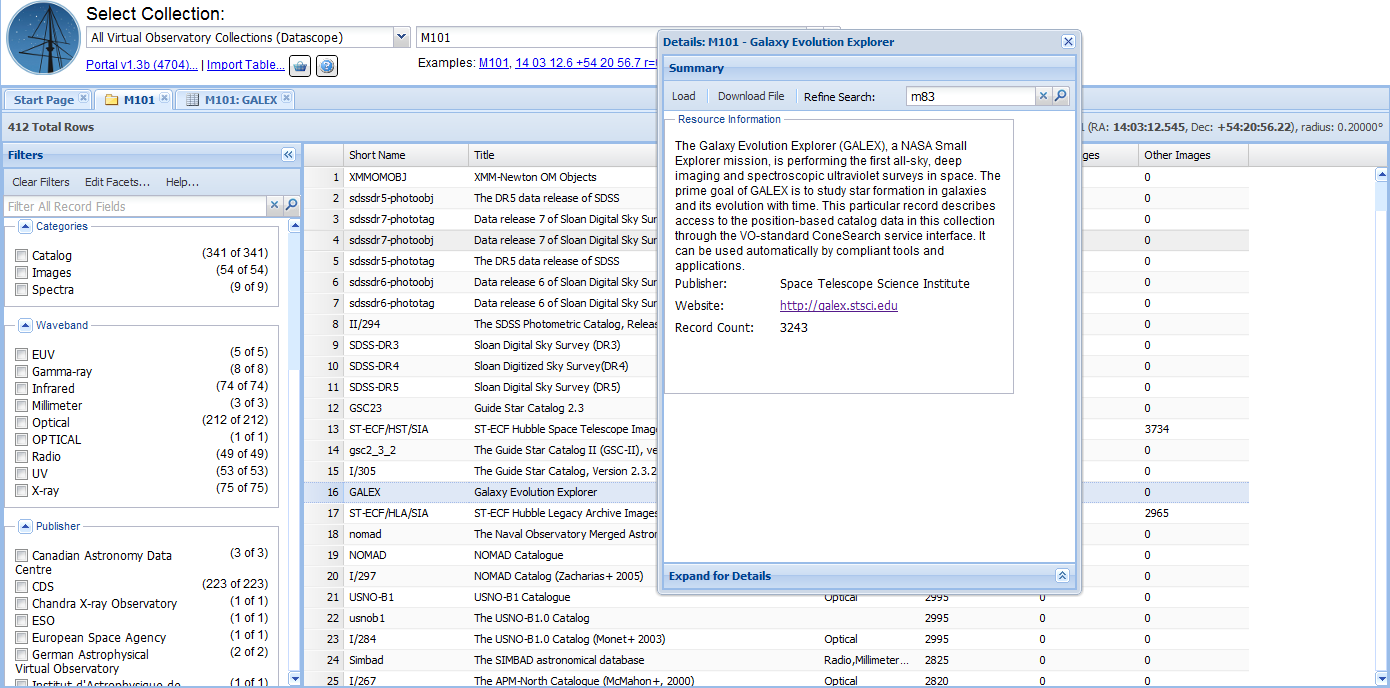 Select Collection:
All Virtual Observatory Collections (Datascope)
M101
Portal v1.3b (4704)... | Import Table...
Examples: M101, 14 03 12.6 +54 20 56.7
Start Page
M101
M101: GALEX
412 Total Rows
(RA: 14:03:12.545, Dec: +54:20:56.22), radius: 0.20000°
Filters
Clear Filters Edit Facets... Help...
Filter All Record Fields
Categories
Catalog (341 of 341)
Images (54 of 54)
Spectra (9 of 9)
Waveband
EUV (5 of 5)
Gamma-ray (8 of 8)
Infrared (74 of 74)
Millimeter (3 of 3)
Optical (212 of 212)
OPTICAL (1 of 1)
Radio (49 of 49)
UV (53 of 53)
X-ray (75 of 75)
Publisher
Canadian Astronomy Data (3 of 3)
Centre
CDS (223 of 223)
Chandra X-ray Observatory (1 of 1)
ESO (1 of 1)
European Space Agency (1 of 1)
German Astrophysical (2 of 2)
Virtual Observatory
Institut d'Astrophysique de (1 of 1)
Short Name Title ges Other Images
1 XMMOMOBJ XMM-Newton OM Objects 0
2 sdssdr5-photoobj The DR5 data release of SDSS 0
3 sdssdr7-phototag Data release 7 of Sloan Digital Sky Sur 0
4 sdssdr7-photoobj Data release 7 of Sloan Digital Sky Sur 0
5 sdssdr5-phototag The DR5 data release of SDSS 0
6 sdssdr6-photoobj Data release 6 of Sloan Digital Sky Sur 0
7 sdssdr6-phototag Data release 6 of Sloan Digital Sky Sur 0
8 II/294 The SDSS Photometric Catalog, Releas 0
9 SDSS-DR3 Sloan Digital Sky Survey (DR3) 0
10 SDSS-DR4 Sloan Digitized Sky Survey(DR4) 0
11 SDSS-DR5 Sloan Digital Sky Survey (DR5) 0
12 GSC23 Guide Star Catalog 2.3 0
13 ST-ECF/HST/SIA ST-ECF Hubble Space Telescope Imag 3734
14 gsc2_3_2 The Guide Star Catalog II (GSC-II), ve 0
15 I/305 The Guide Star Catalog, Version 2.3.2 0
16 GALEX Galaxy Evolution Explorer 0
17 ST-ECF/HLA/SIA ST-ECF Hubble Legacy Archive Images 2965
18 nomad The Naval Observatory Merged Astror 0
19 NOMAD NOMAD Catalogue 0
20 I/297 NOMAD Catalog (Zacharias+ 2005) 0
21 USNO-B1 USNO-B1 Catalogue Optical 2995 0 0
22 usnob1 The USNO-B1.0 Catalog 2995 0 0
23 I/284 The USNO-B1.0 Catalog (Monet+ 2003) Optical 2995 0 0
24 Simbad The SIMBAD astronomical database Radio,Millimeter... 2825 0 0
25 I/267 The APM-North Catalogue (McMahon+, 2000) Optical 2820 0 0
Details: M101 - Galaxy Evolution Explorer
Summary
Load Download File Refine Search: m83
Resource Information
The Galaxy Evolution Explorer (GALEX), a NASA Small
Explorer mission, is performing the first all-sky, deep
imaging and spectroscopic ultraviolet surveys in space. The
prime goal of GALEX is to study star formation in galaxies
and its evolution with time. This particular record describes
access to the position-based catalog data in this collection
through the VO-standard ConeSearch service interface. It
can be used automatically by compliant tools and
applications.
Publisher: Space Telescope Science Institute
Website: http://galex.stsci.edu
Record Count: 3243
Expand for Details